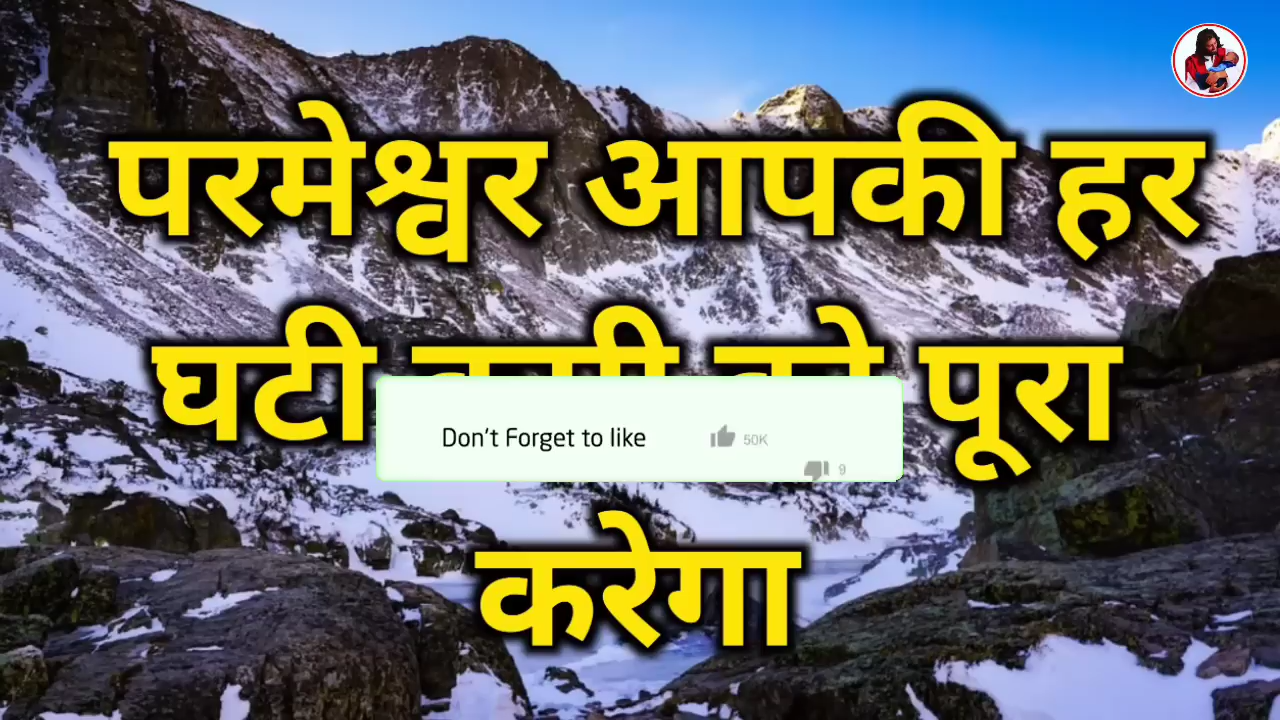 परमेश्वर आपकी हर
घटी को पूरा
Don't Forget to like 50K
9
करेगा